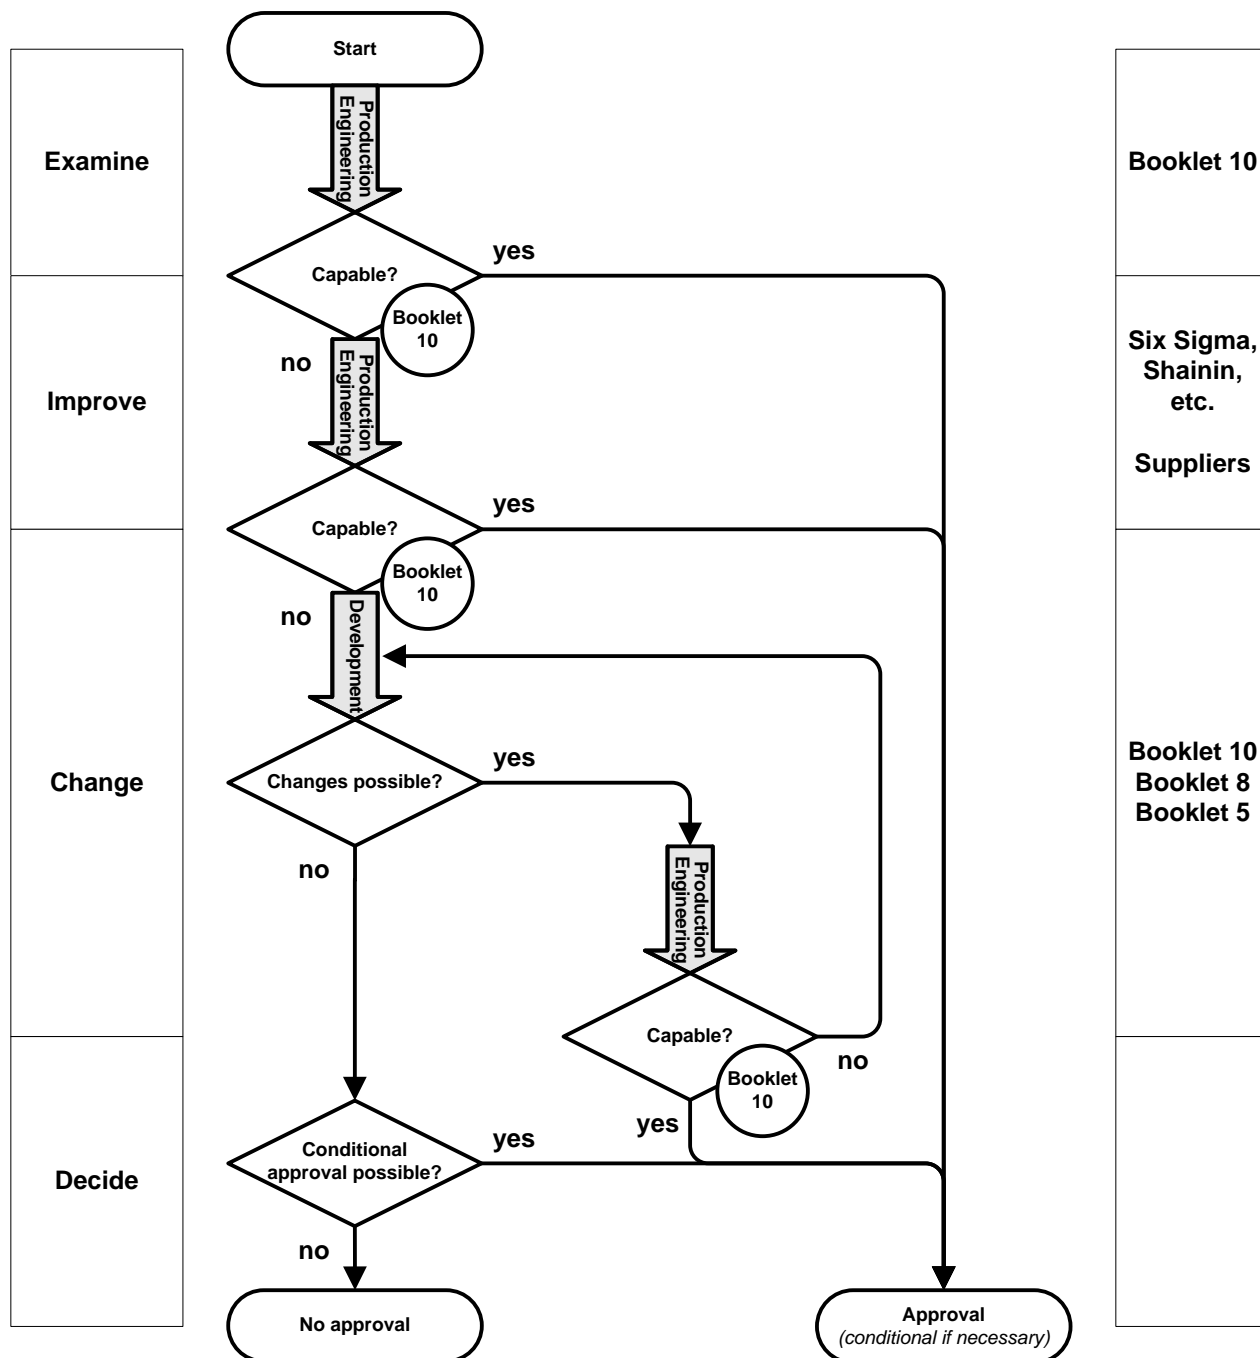 Start
Examine
Production
Engineering
Booklet 10
yes
Capable?
Booklet
10
no
Improve
Production
Engineering
Six Sigma,
Shainin,
etc.
Suppliers
yes
Capable?
Booklet
10
no
Change
Development
yes
Changes possible?
Booklet 10
Booklet 8
Booklet 5
no
Production
Engineering
Capable?
no
Booklet
10
yes
Decide
yes
Conditional
approval possible?
no
No approval
Approval
(conditional if necessary)